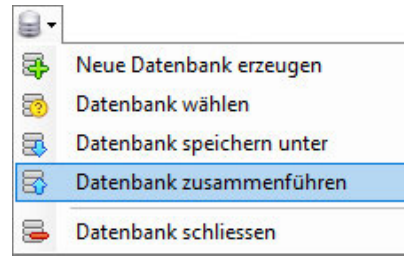 Neue Datenbank erzeugen
Datenbank wählen
Datenbank speichern unter
Datenbank zusammenführen
Datenbank schliessen